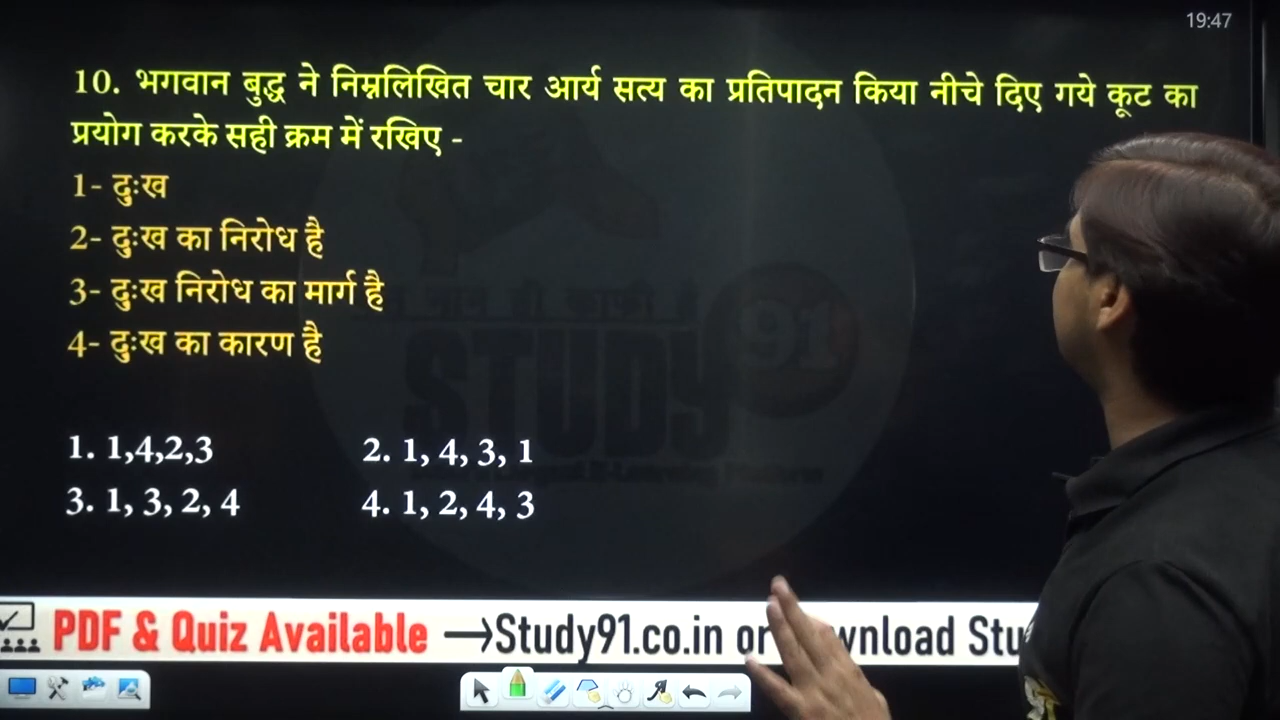 19:47
10. भगवान बुद्ध ने निम्नलिखित चार आर्य सत्य का प्रतिपादन किया नीचे दिए गये कूट का
प्रयोग करके सही क्रम में रखिए -
1- दुःख
2- दुःख का निरोध है
3- दुःख निरोध का मार्ग है
4- दुःख का कारण है
STUDY 91
1. 1,4,2,3 2. 1, 4, 3, 1
3. 1, 3, 2, 4 4. 1, 2, 4, 3
PDF & Quiz Available →Study91.co.in or